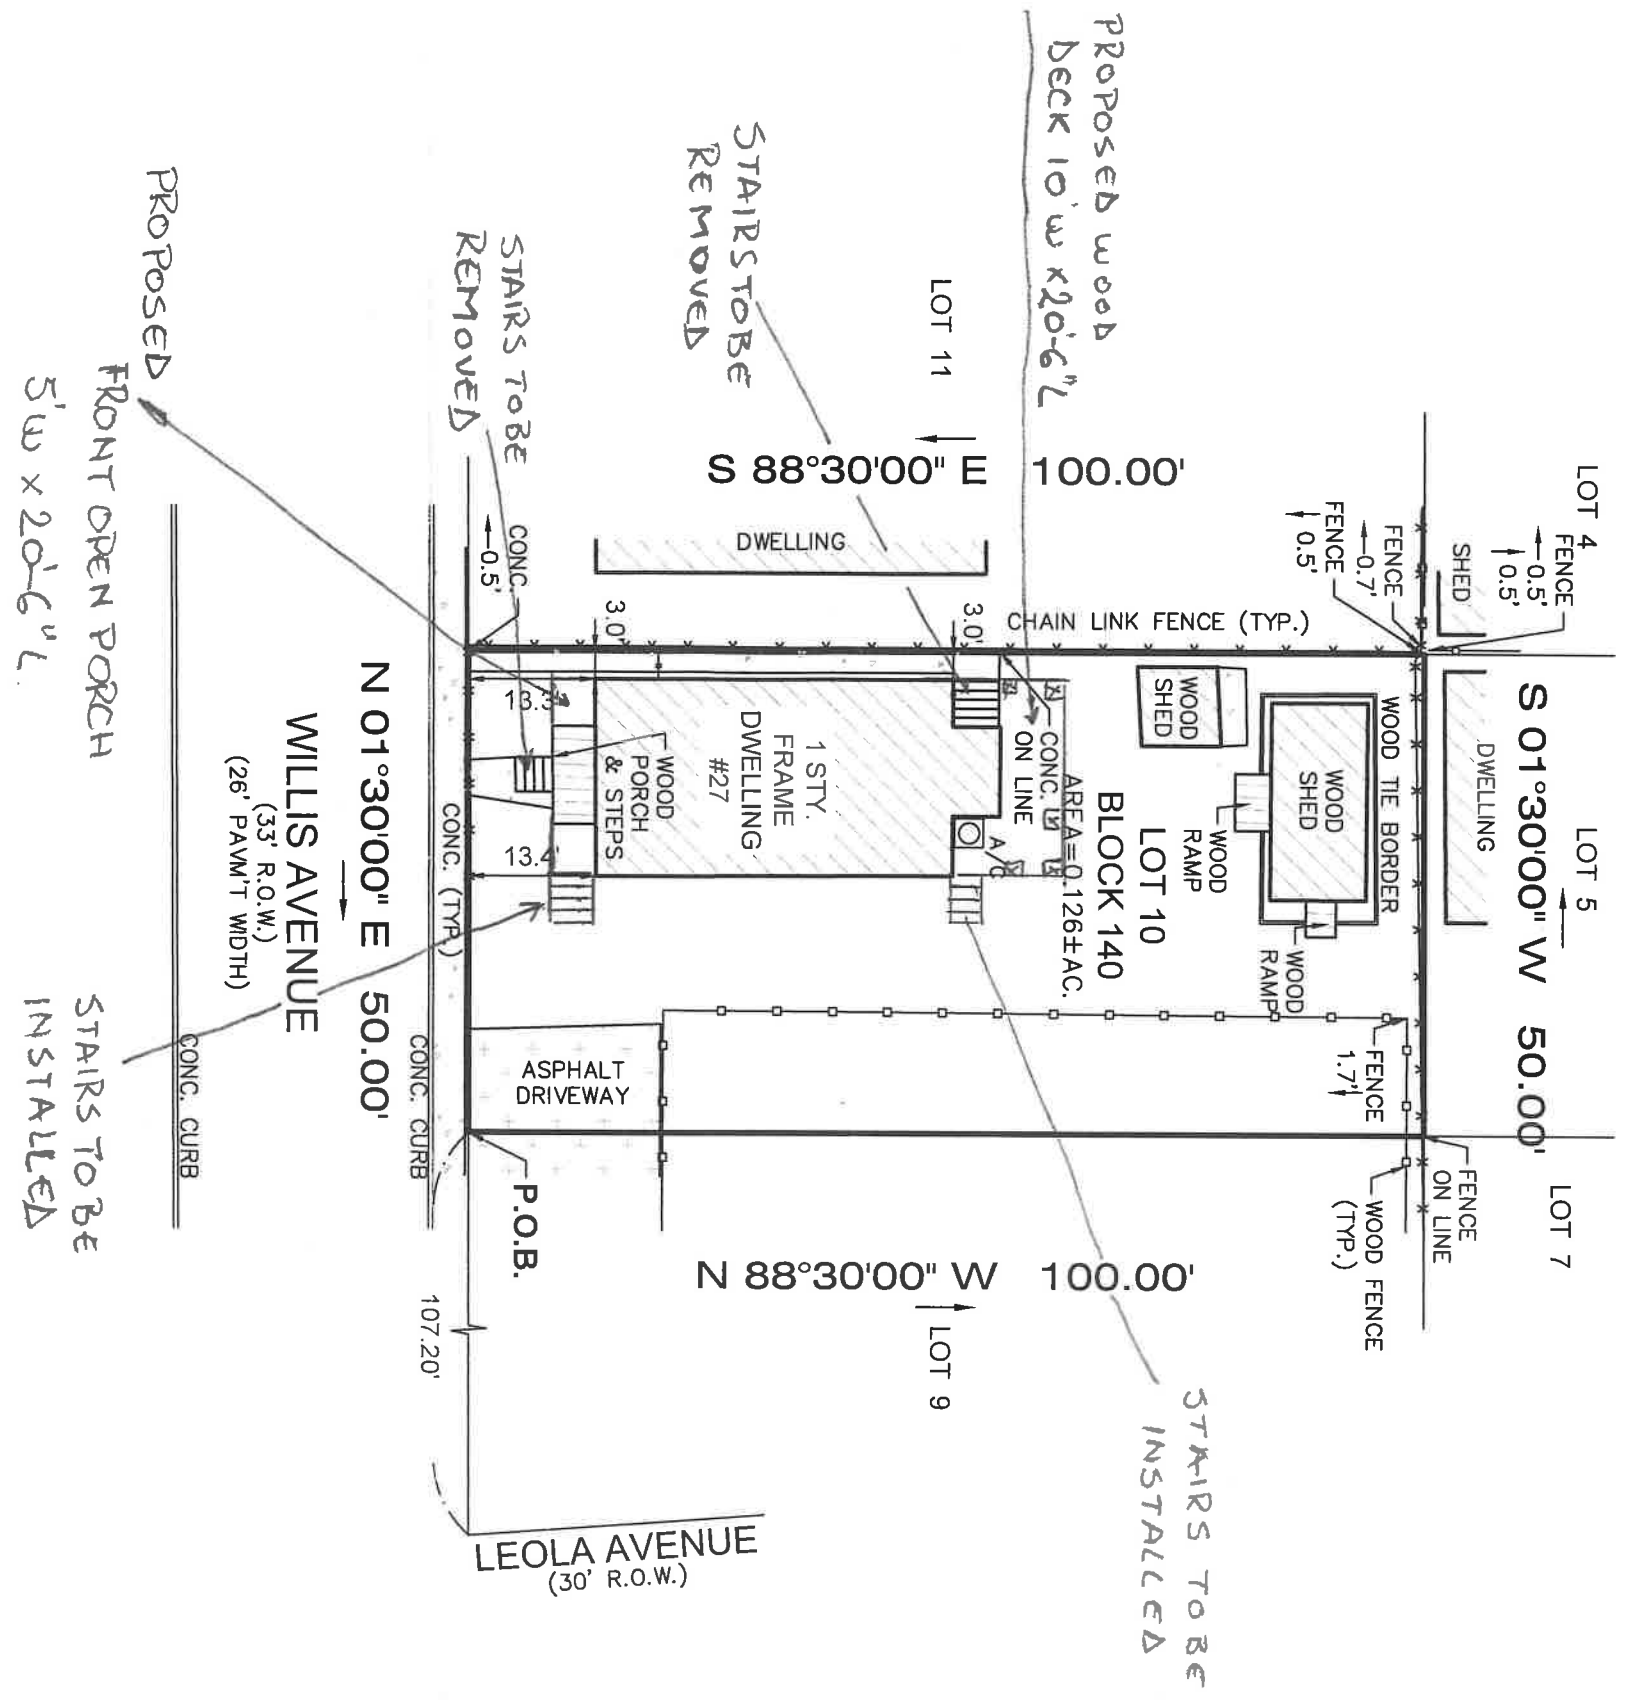 PROPOSED WOOD
DECK 10'W x 20'-6"L
STAIRS TO BE
REMOVED
STAIRS TO BE
REMOVED
PROPOSED
FRONT OPEN PORCH
5'W x 20'-6"L.
STAIRS TO BE
INSTALLED
STAIRS TO BE
INSTALLED
LOT 11
S 88°30'00" E 100.00'
LOT 4
FENCE
0.5'
0.5'
SHED
FENCE
0.7'
FENCE
0.5'
CHAIN LINK FENCE (TYP.)
DWELLING
CONC.
0.5'
3.0'
3.0'
DWELLING
LOT 5
S 01°30'00" W 50.00'
WOOD TIE BORDER
WOOD
SHED
WOOD
SHED
WOOD
RAMP
WOOD
RAMP
LOT 10
BLOCK 140
AREA=0.126±AC.
CONC.
ON LINE
AC
1 STY.
FRAME
DWELLING
#27
WOOD
PORCH
& STEPS
13.3'
13.4'
CONC. (TYP.)
N 01°30'00" E 50.00'
WILLIS AVENUE
(33' R.O.W.)
(26' PAVM'T WIDTH)
CONC. CURB
CONC. CURB
ASPHALT
DRIVEWAY
P.O.B.
FENCE
1.7'
FENCE
ON LINE
WOOD FENCE
(TYP.)
LOT 7
N 88°30'00" W 100.00'
LOT 9
107.20'
LEOLA AVENUE
(30' R.O.W.)